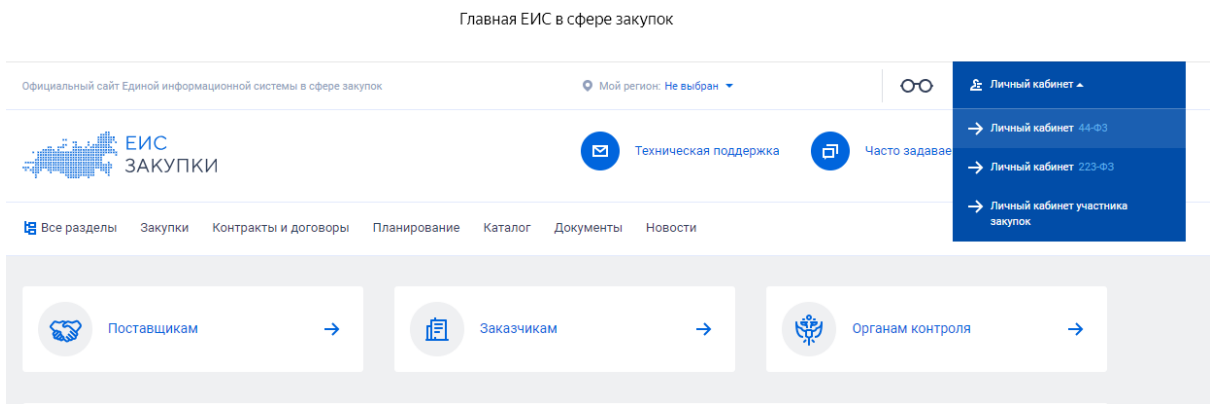 Главная ЕИС в сфере закупок
Официальный сайт Единой информационной системы в сфере закупок
Мой регион: Не выбран
Личный кабинет
ЕИС
ЗАКУПКИ
Техническая поддержка
Часто задавае
Личный кабинет 44-ФЗ
Личный кабинет 223-ФЗ
Личный кабинет участника
закупок
Все разделы Закупки Контракты и договоры Планирование Каталог Документы Новости
Поставщикам
Заказчикам
Органам контроля